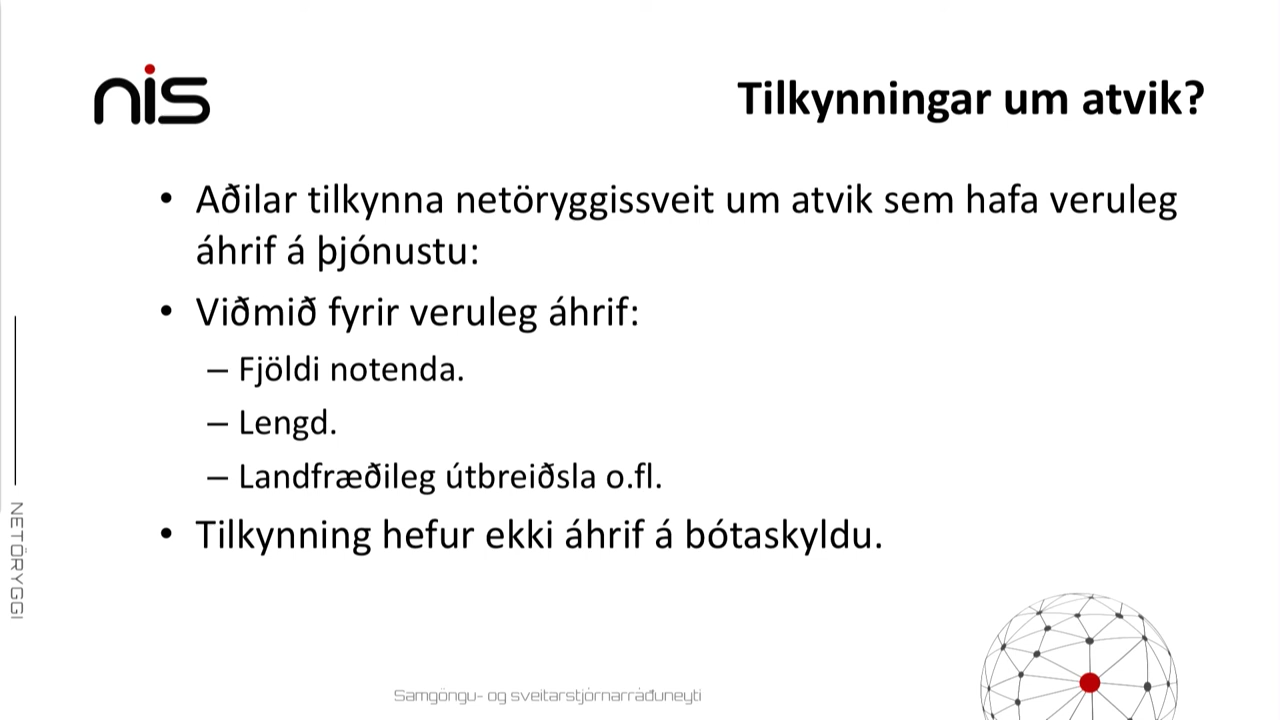 nis
Tilkynningar um atvik?
• Aðilar tilkynna netöryggissveit um atvik sem hafa veruleg
áhrif á þjónustu:
• Viðmið fyrir veruleg áhrif:
– Fjöldi notenda.
– Lengd.
– Landfræðileg útbreiðsla o.fl.
• Tilkynning hefur ekki áhrif á bótaskyldu.
NETÖRYGGI
Samgöngu- og sveitarstjórnarráðuneyti